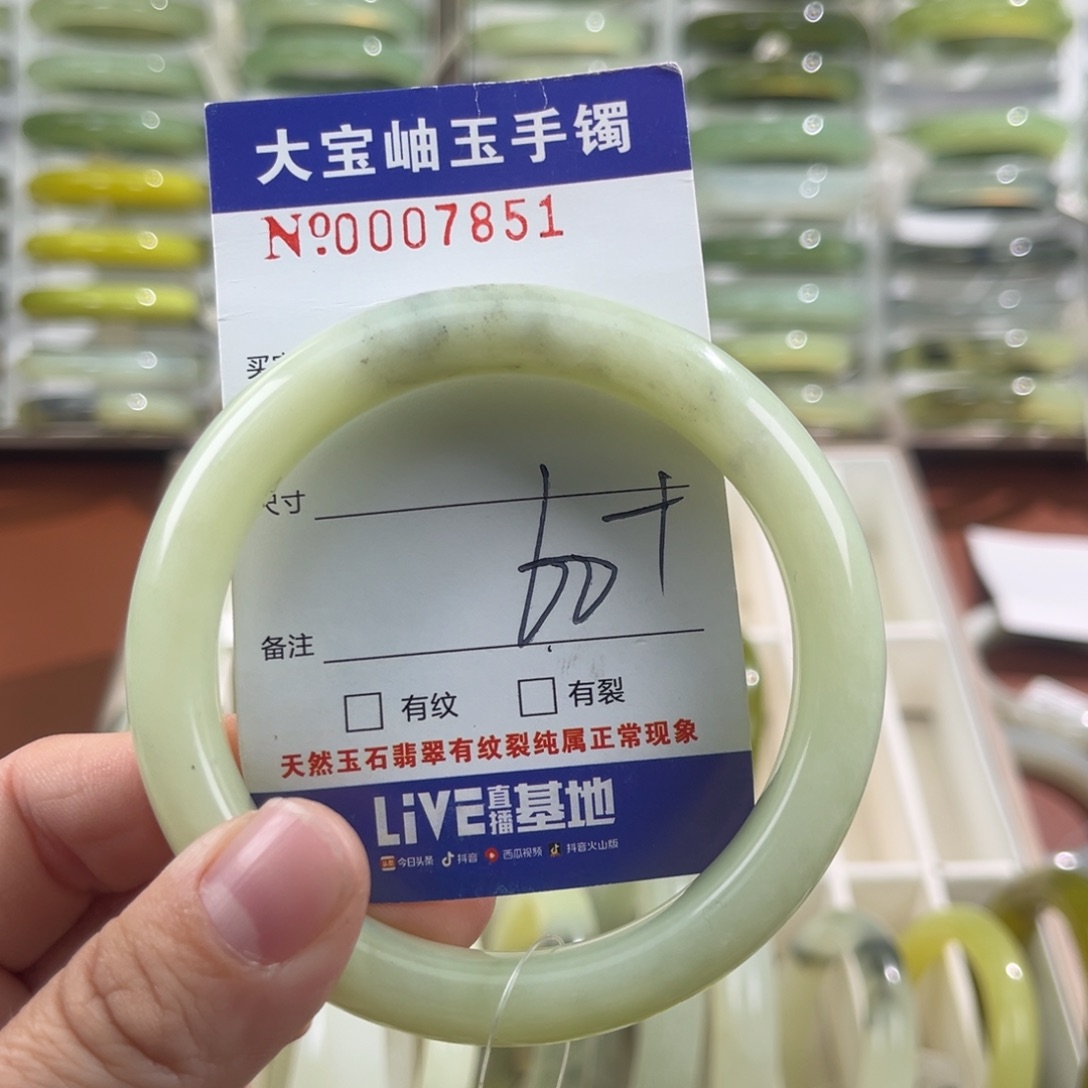 大宝岫玉手镯
№0007851
买
尺寸
备注
有纹 有裂
天然玉石翡翠有纹裂纯属正常现象
LiVE直播基地
今日头条 抖音 西瓜视频 抖音火山版